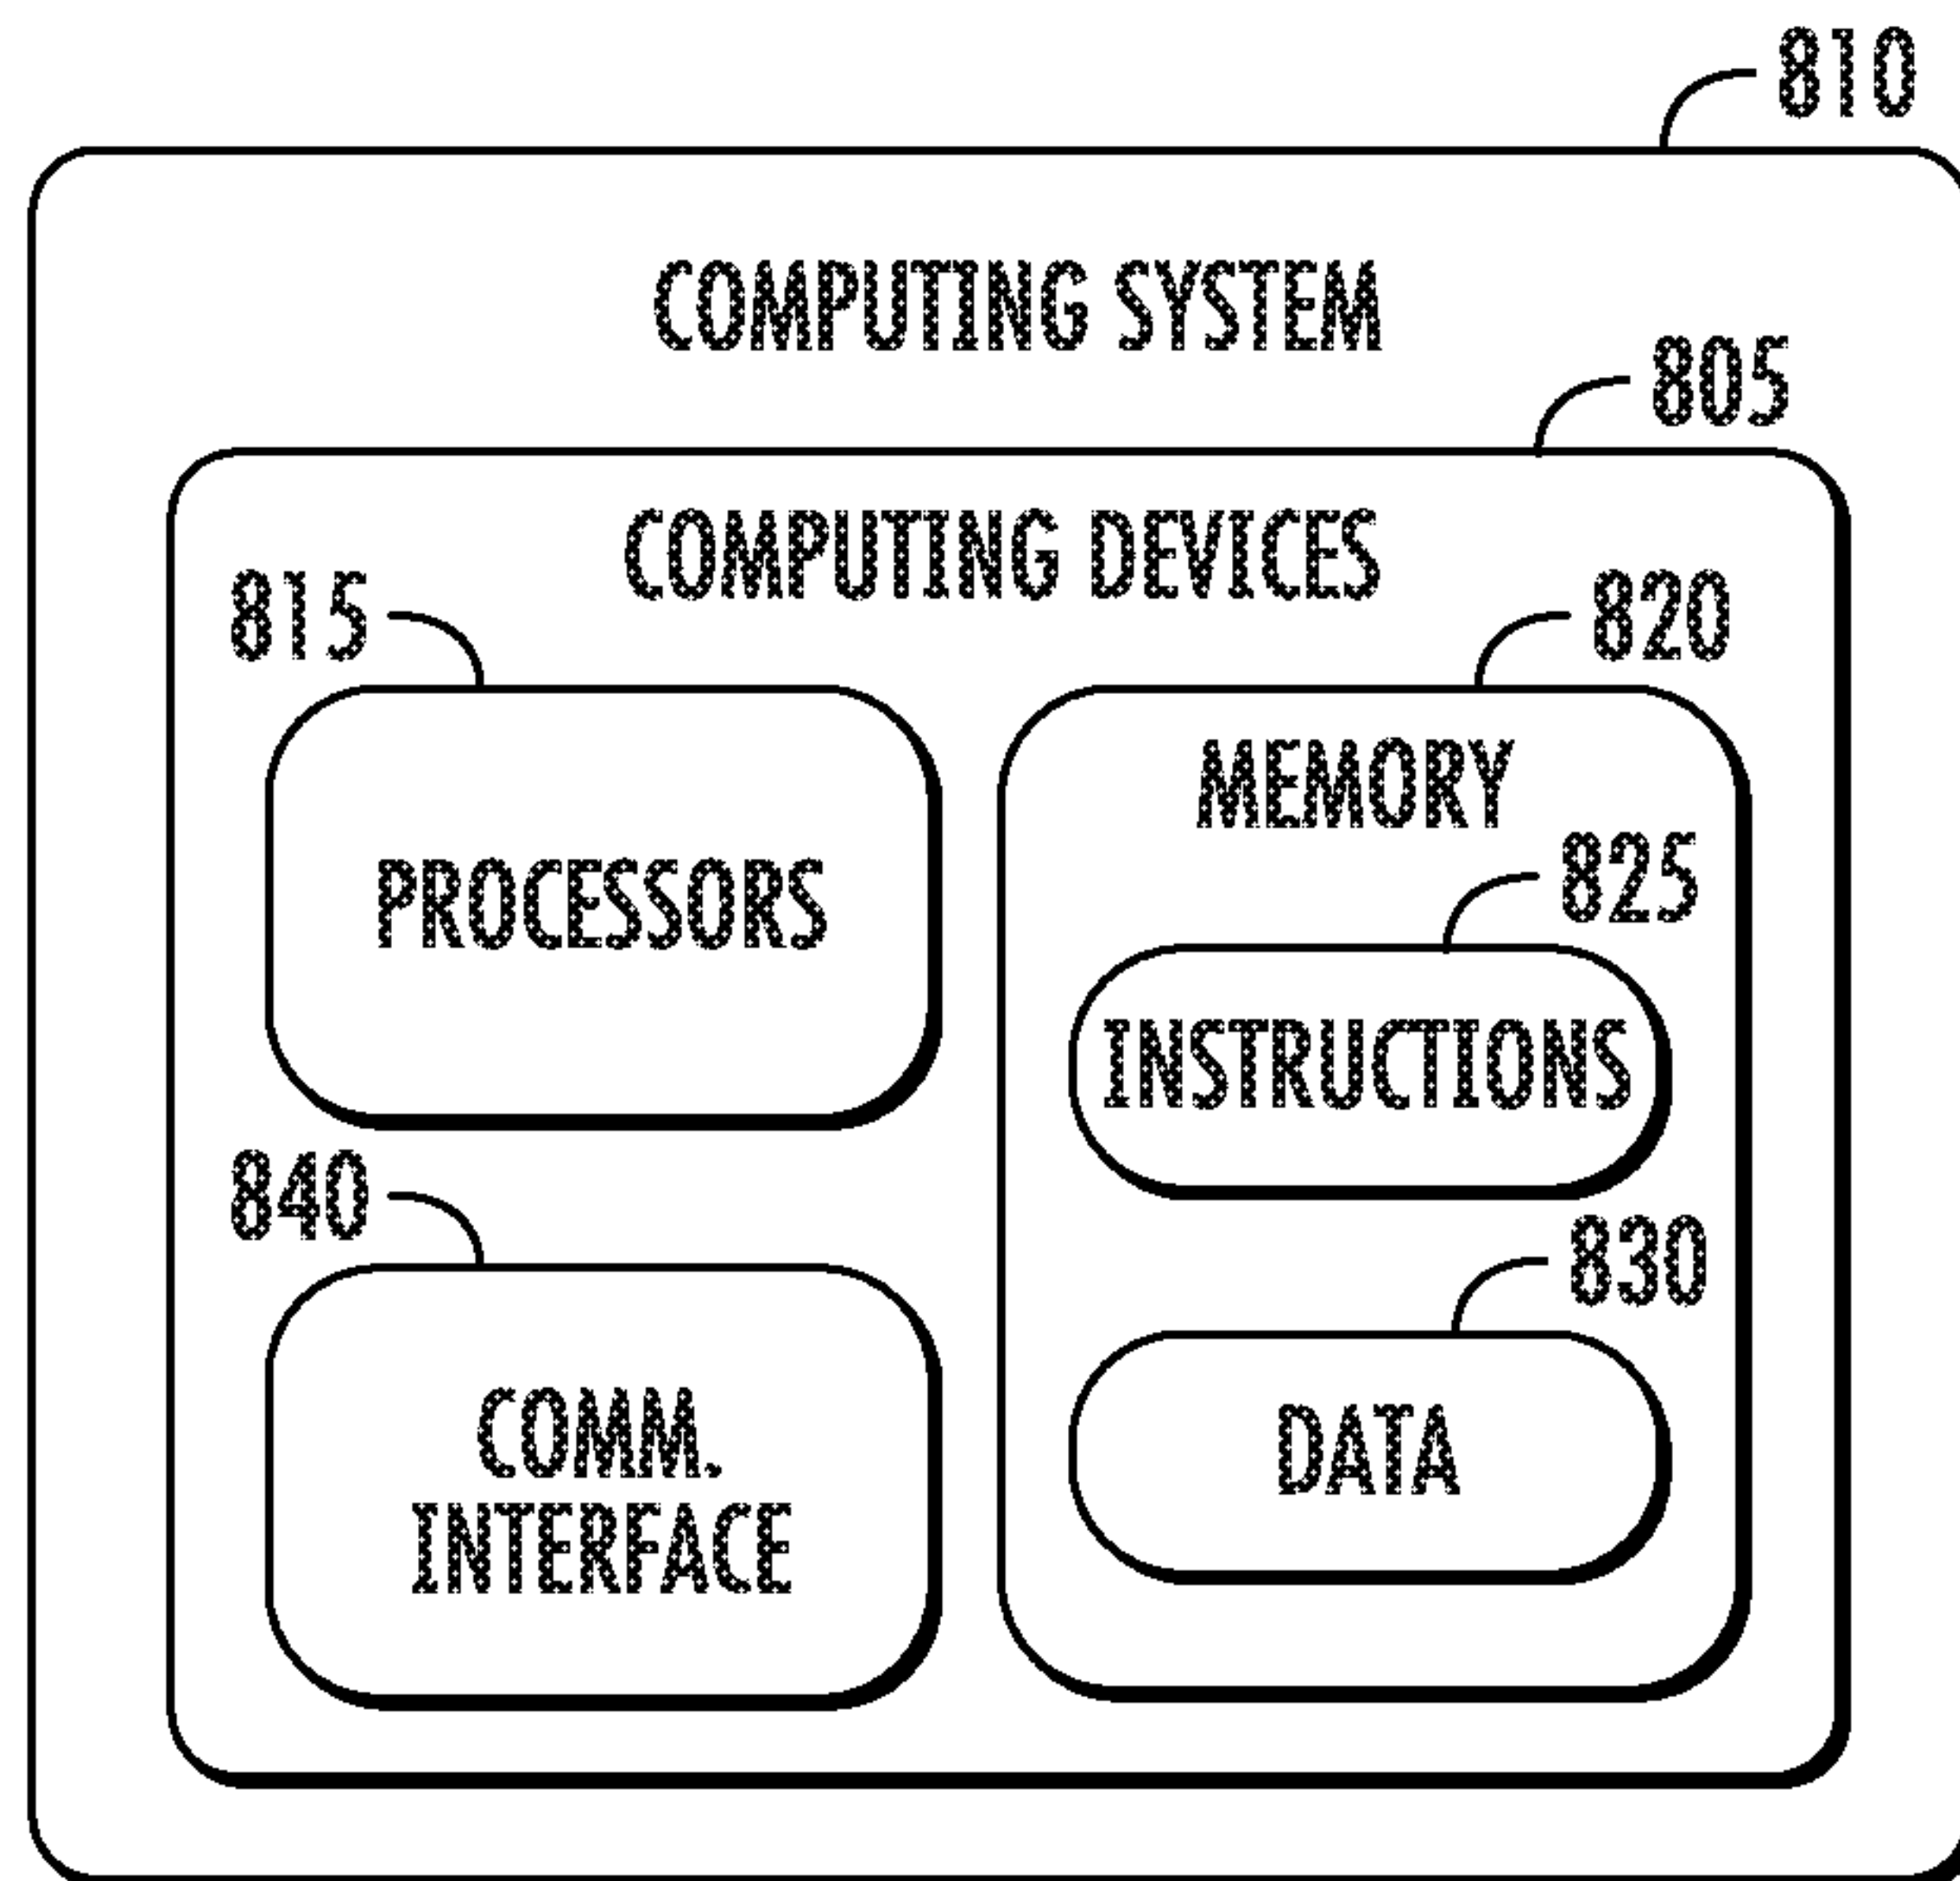 810
COMPUTING SYSTEM
805
COMPUTING DEVICES
815
820
PROCESSORS
MEMORY
825
INSTRUCTIONS
840
830
COMM.
INTERFACE
DATA